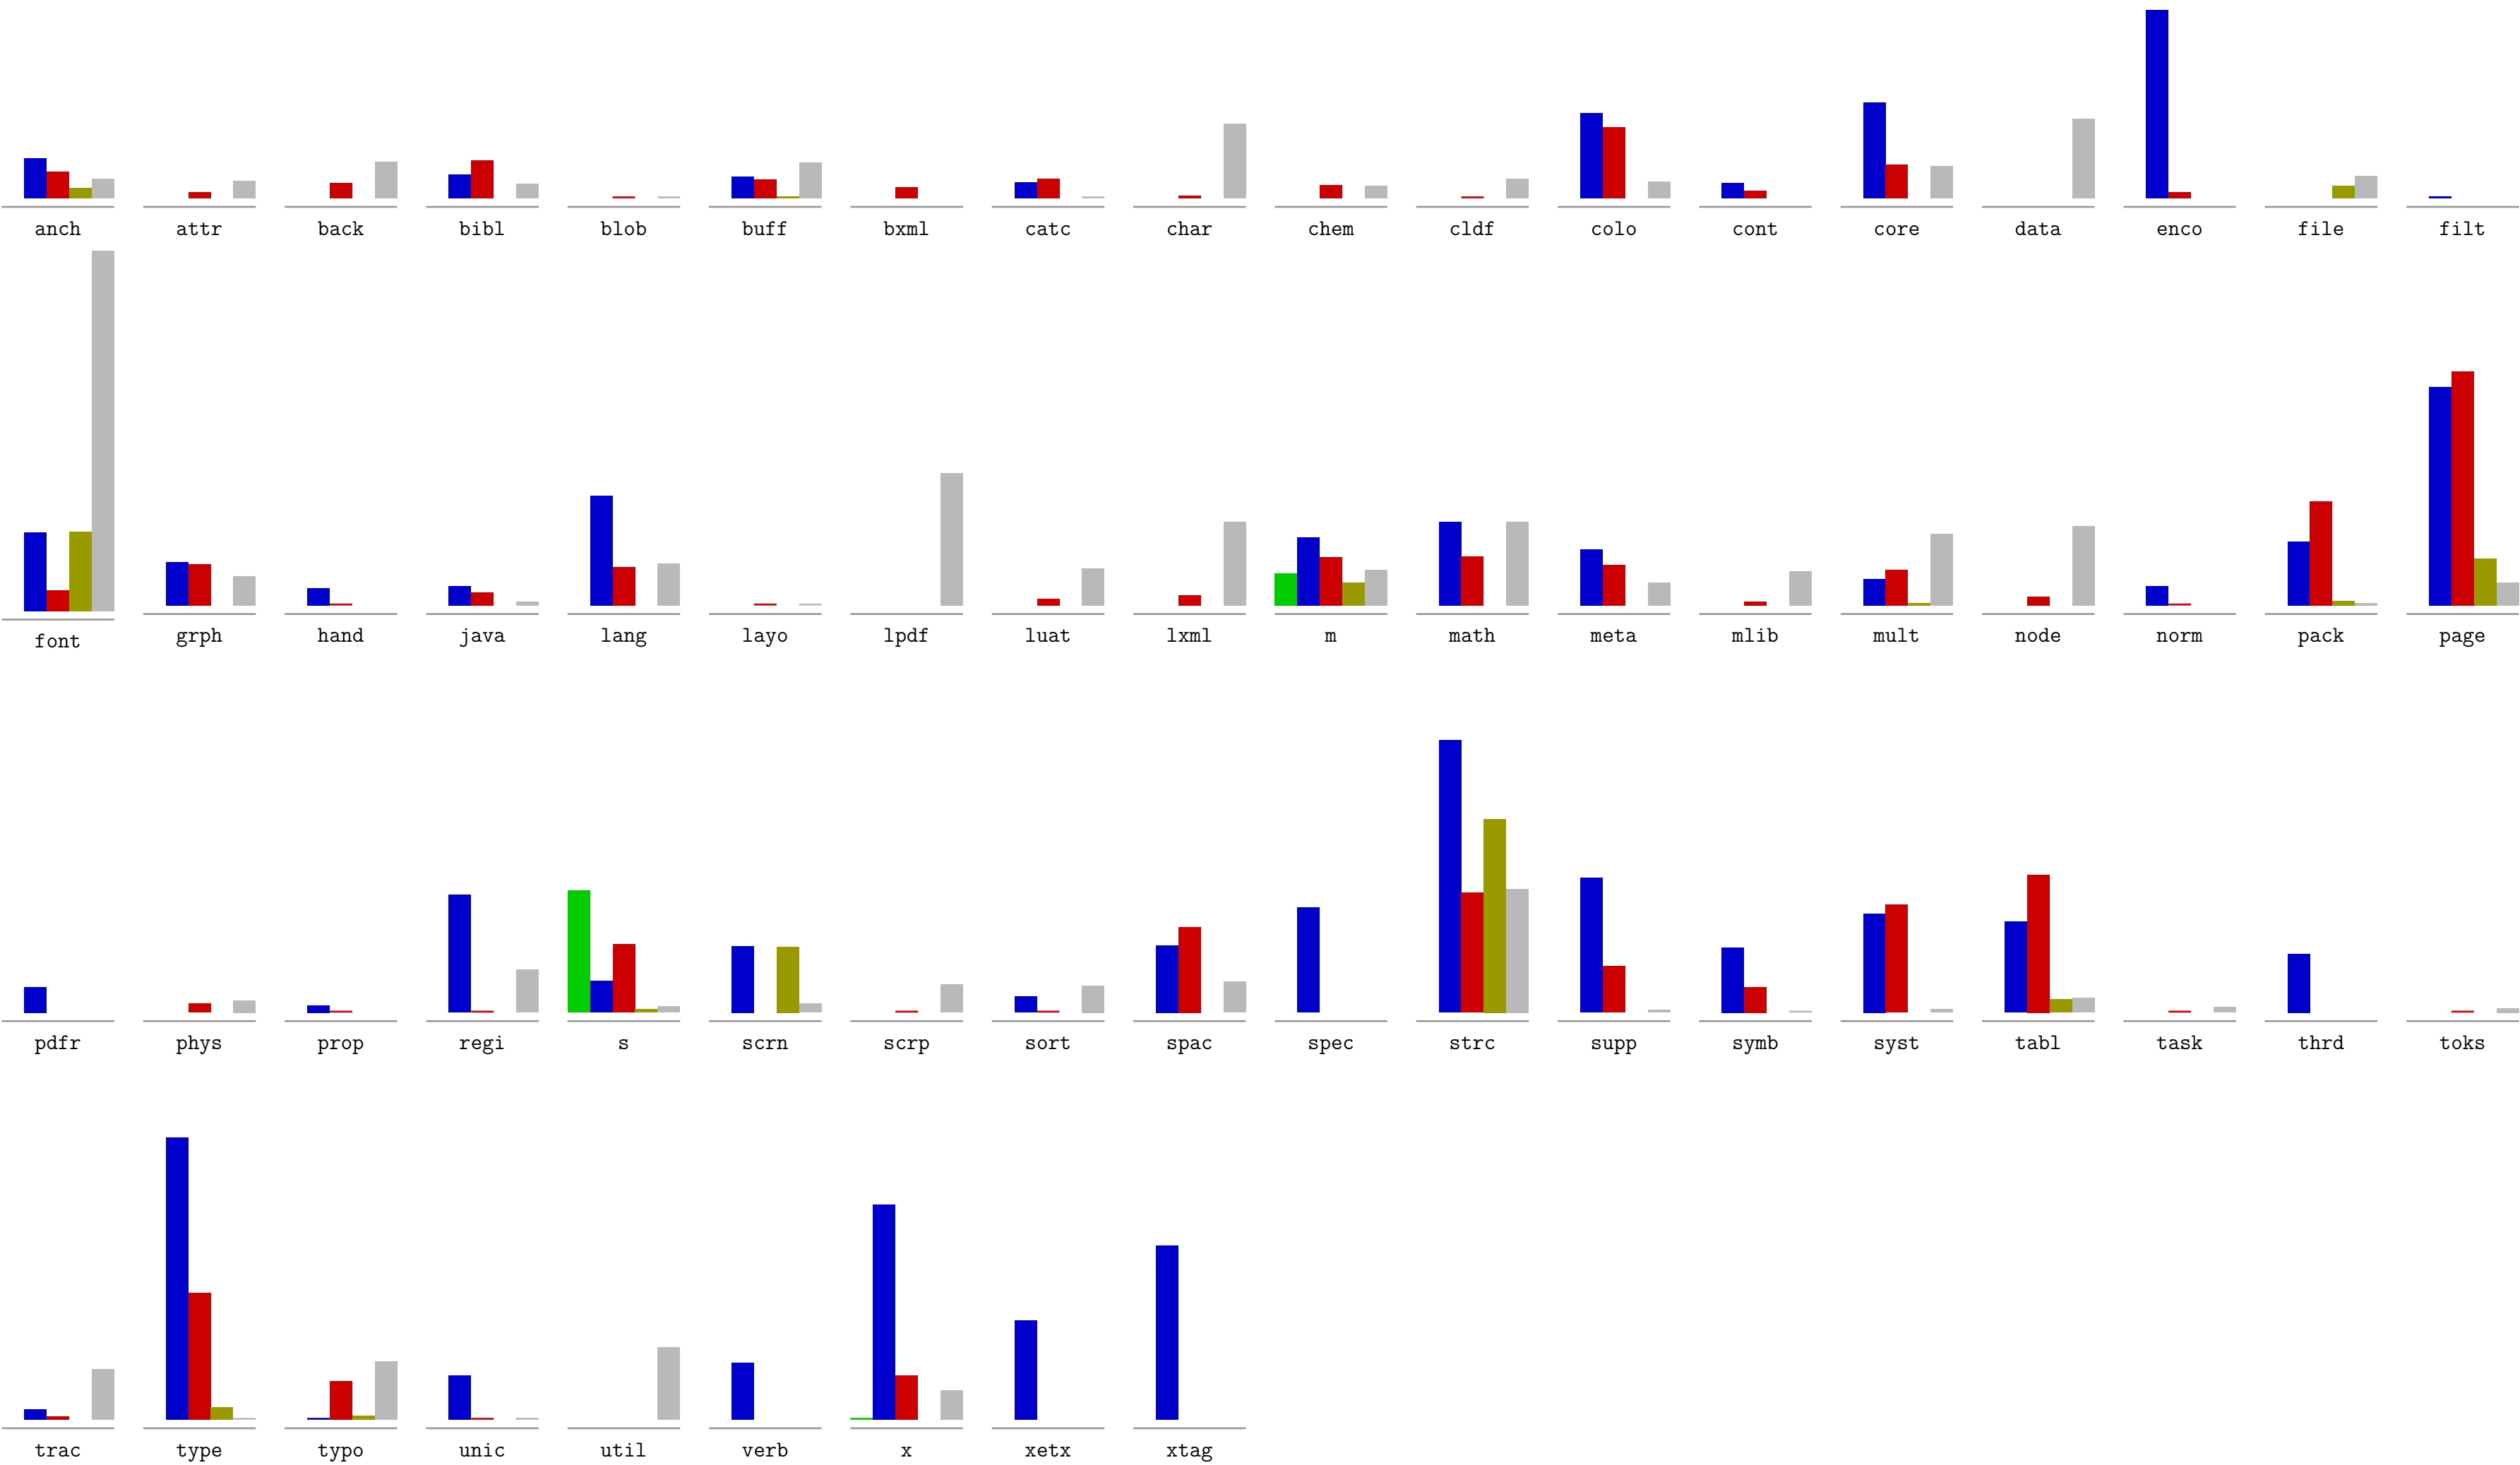 anch attr back bibl blob buff bxml catc char chem cldf colo cont core data enco file filt
font grph hand java lang layo lpdf luat lxml m math meta mlib mult node norm pack page
pdfr phys prop regi s scrn scrp sort spac spec strc supp symb syst tabl task thrd toks
trac type typo unic util verb x xetx xtag